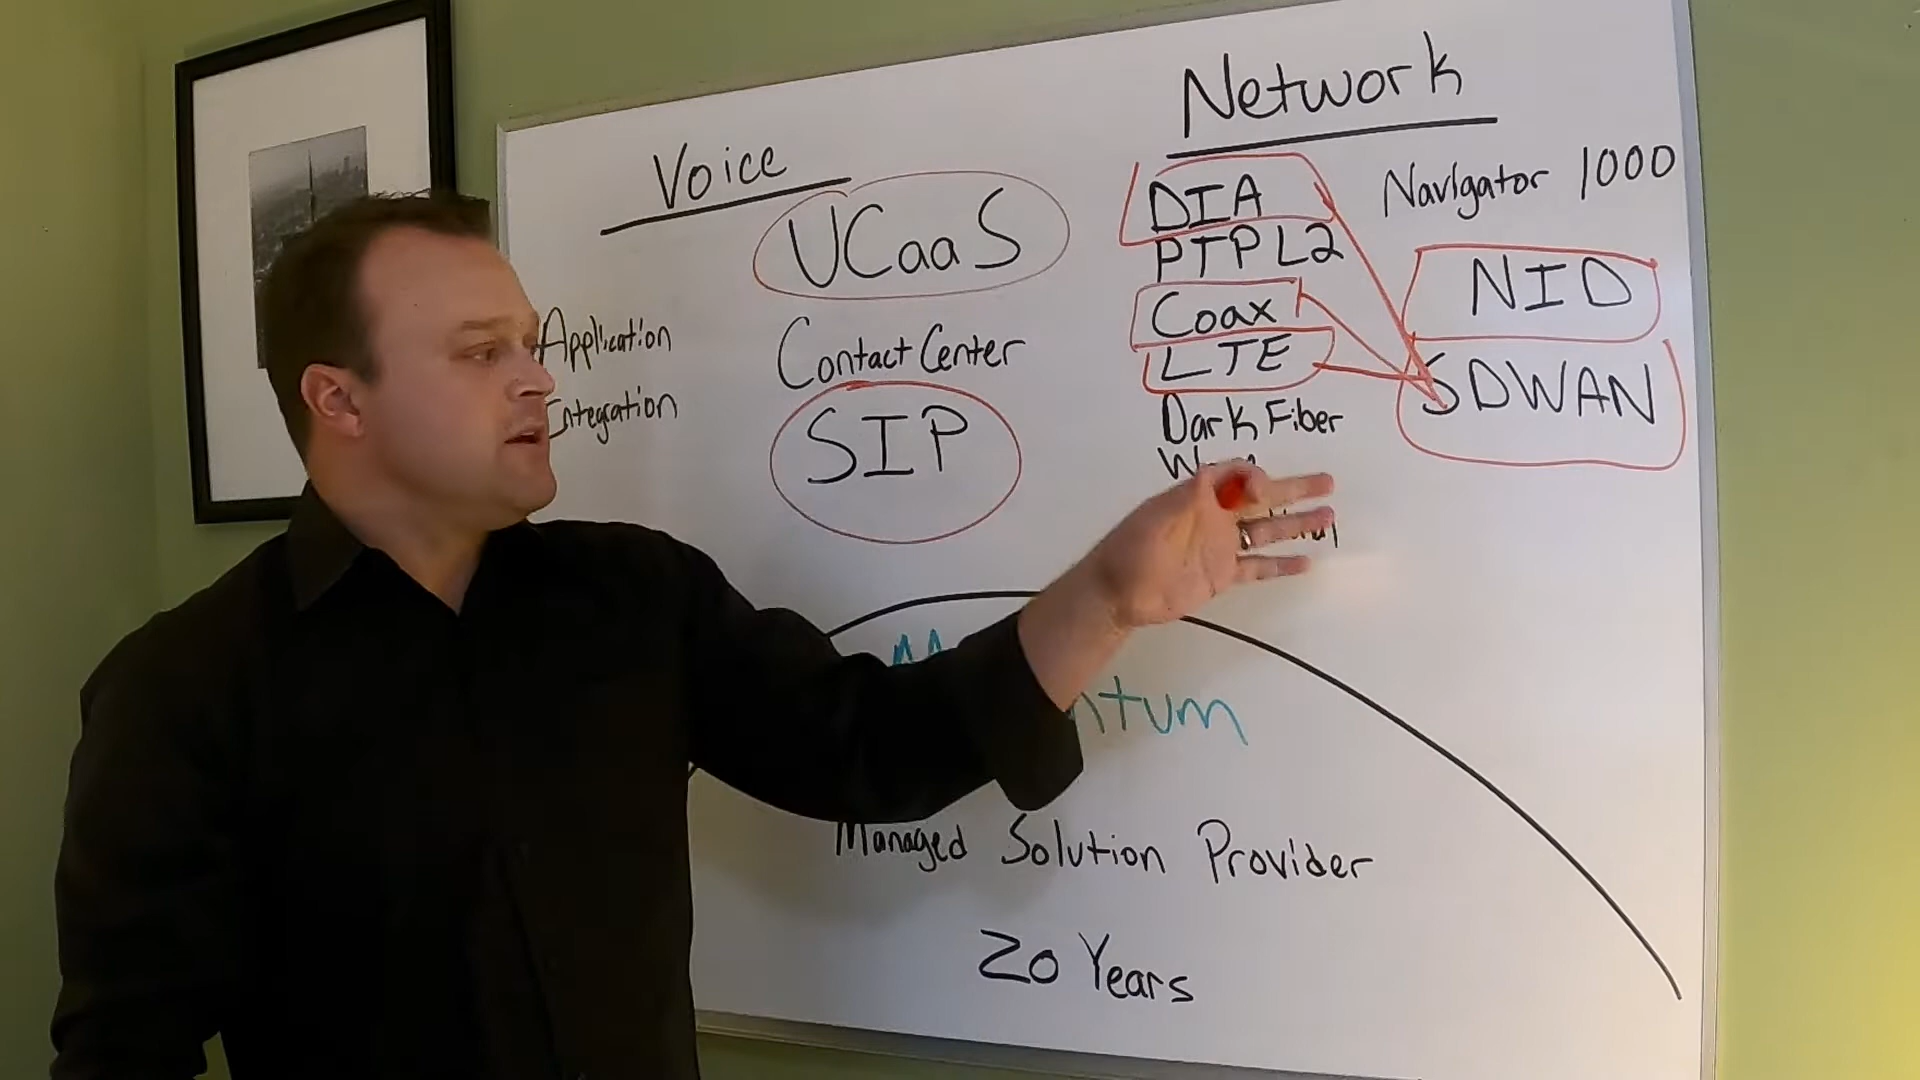 Voice
UCaaS
Application
Integration
Contact Center
SIP
Network
DIA
PTP L2
Coax
LTE
Dark Fiber
Navigator 1000
NID
SDWAN
Managed Solution Provider
20 Years